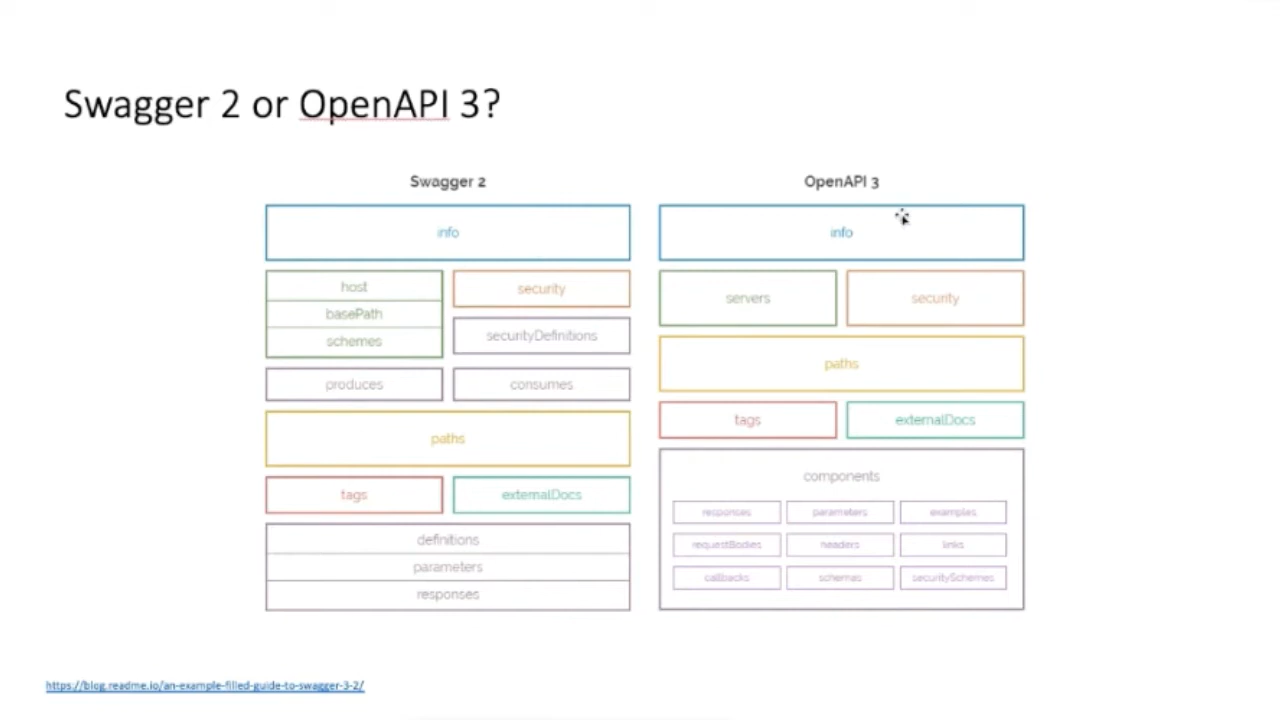 Swagger 2 or OpenAPI 3?
Swagger 2
info
host
basePath
schemes
security
securityDefinitions
produces
consumes
paths
tags
externalDocs
definitions
parameters
responses
OpenAPI 3
info
servers
security
paths
tags
externalDocs
components
responses
parameters
examples
requestBodies
headers
links
callbacks
schemas
securitySchemes
https://blog.readme.io/an-example-filled-guide-to-swagger-3-2/